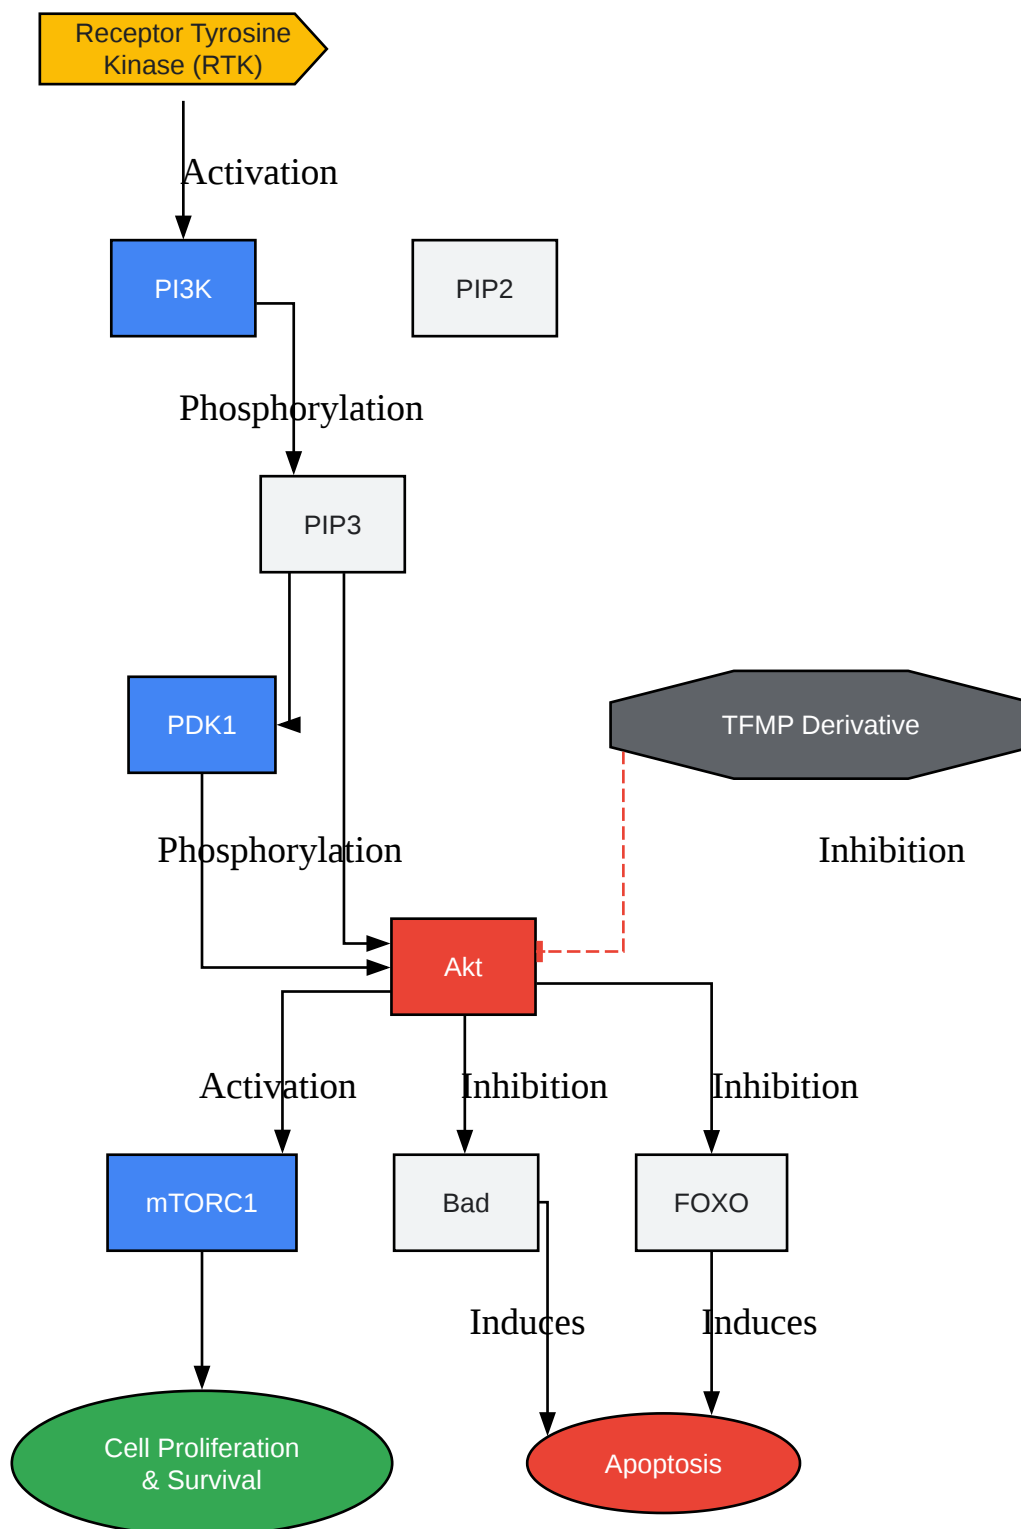 Receptor Tyrosine
Kinase (RTK)
Activation
PI3K
PIP2
Phosphorylation
PIP3
PDK1
TFMP Derivative
Phosphorylation
Inhibition
Akt
Activation
Inhibition
Inhibition
mTORC1
Bad
FOXO
Induces
Induces
Cell Proliferation
& Survival
Apoptosis